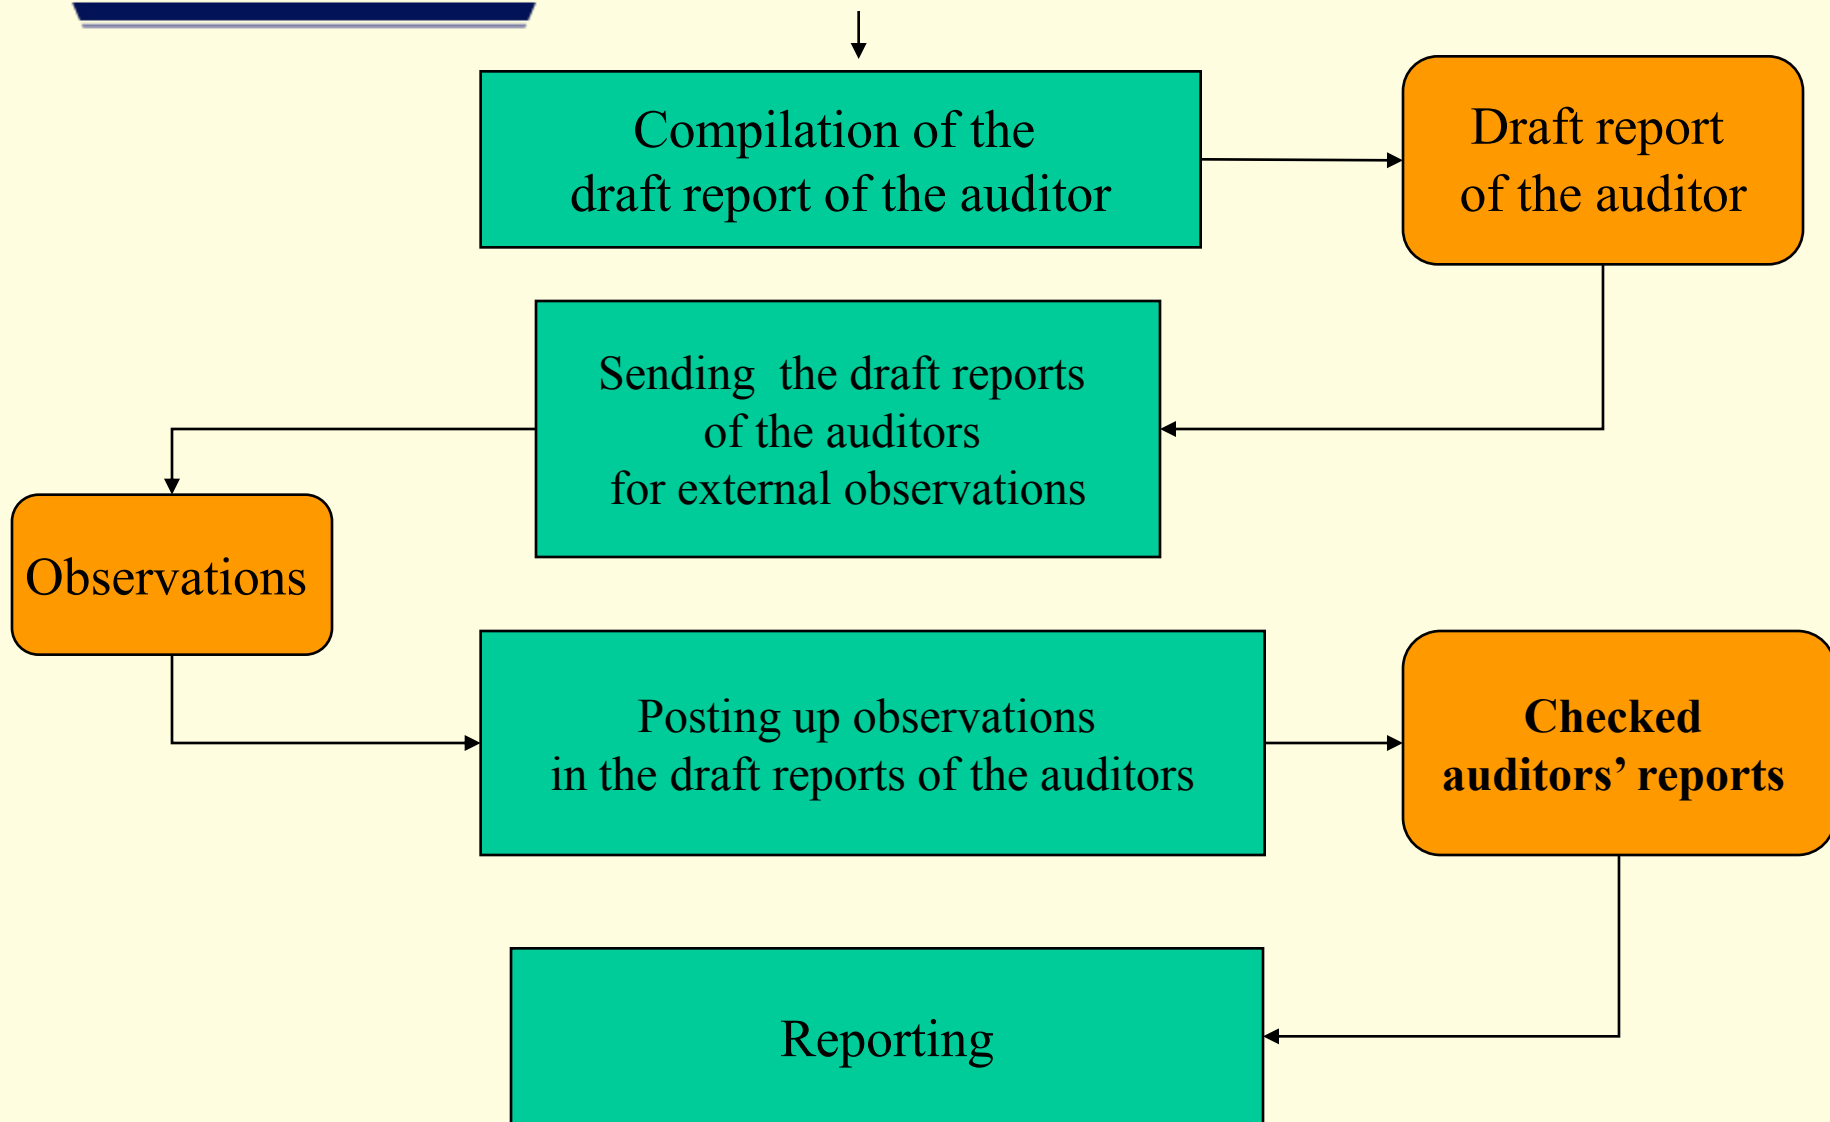 Compilation of the
draft report of the auditor
Draft report
of the auditor
Sending  the draft reports
of the auditors
for external observations
Observations
Posting up observations
in the draft reports of the auditors
Checked
auditors’ reports
Reporting